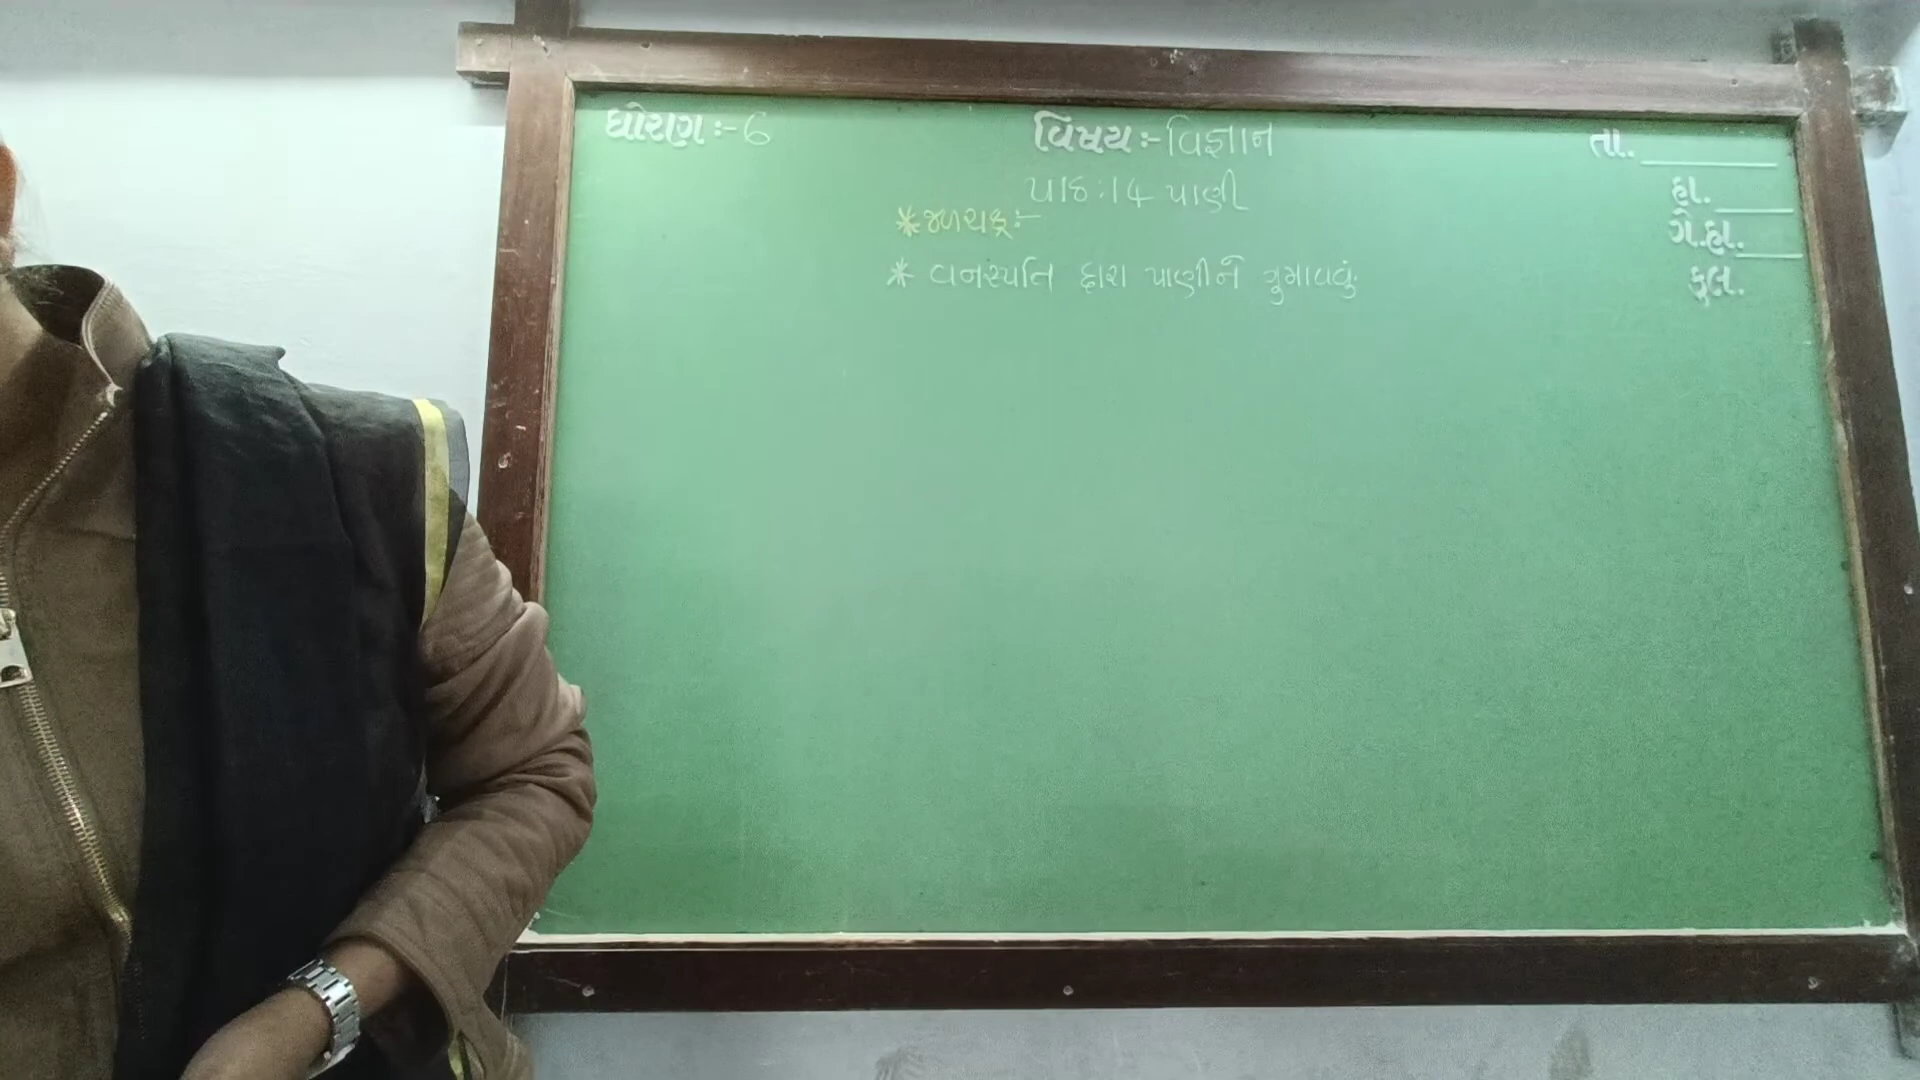 ધોરણ :- 6
વિષય :- વિજ્ઞાન
તા.
પાઠ : 14 પાણી
હા.
* જળચક્ર :-
ગે.હા.
* વનસ્પતિ દ્વારા પાણીને ગુમાવવું
કુલ.